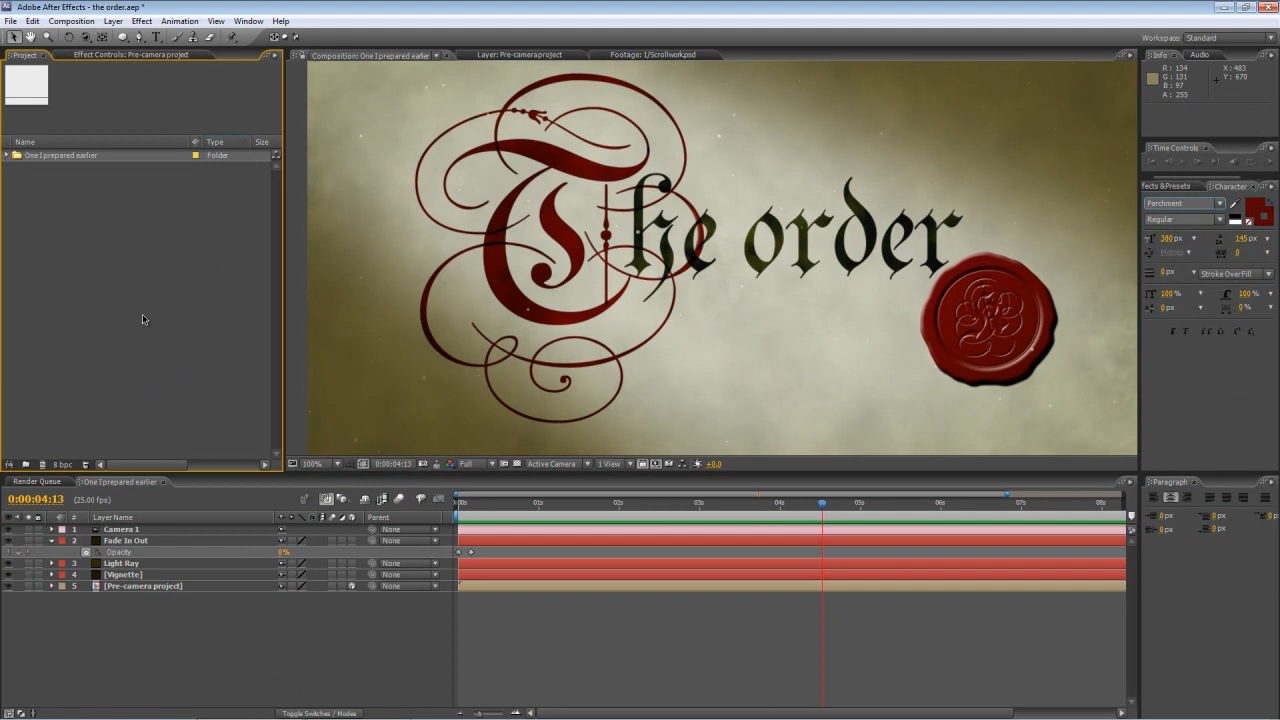 Adobe After Effects - the order.aep *
File Edit Composition Layer Effect Animation View Window Help
Workspace: Standard
Project Effect Controls: Pre-camera project
Composition: One I prepared earlier Layer: Pre-camera project Footage: 1/Scrollwork.psd
Info Audio
R: 134 X: 483
G: 131 Y: 670
B: 97
A: 255
Name Type Size
One I prepared earlier Folder
The order
Time Controls
ffects & Presets Character
Parchment
Regular
380 px 145 px
Metrics 0
0 px Stroke Over Fill
100 % 100 %
0 px 0 %
T T TT Tr T' T,
8 bpc
100% 0:00:04:13 Full Active Camera 1 View +0.0
Render Queue One I prepared earlier
Paragraph
0:00:04:13 (25.00 fps)
:00s 01s 02s 03s 04s 05s 06s 07s 08s
0 px 0 px 0 p
0 px 0 px
# Layer Name Parent
1 Camera 1 None
2 Fade In Out None
Opacity 0%
3 Light Ray None
4 [Vignette] None
5 [Pre-camera project] None
Toggle Switches / Modes